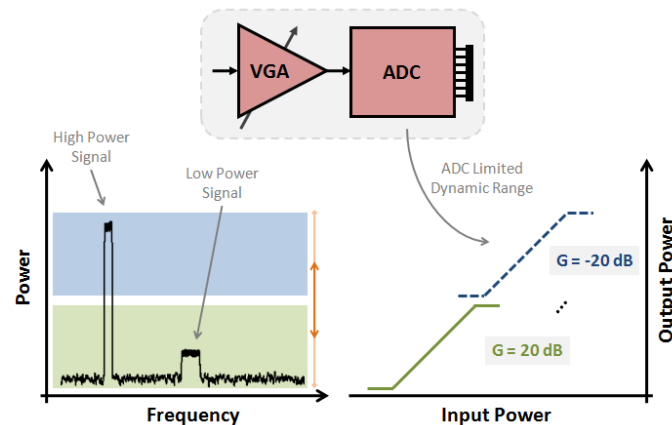 VGA
ADC
High Power
Signal
Low Power
Signal
ADC Limited
Dynamic Range
Power
Frequency
G = -20 dB
G = 20 dB
...
Input Power
Output Power